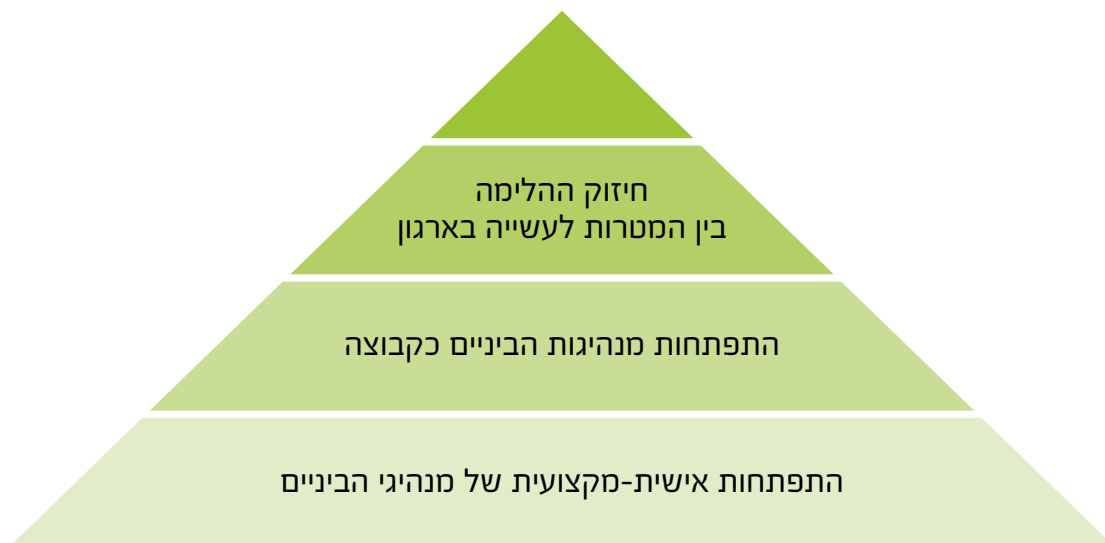 חיזוק ההלימה
בין המטרות לעשייה בארגון
התפתחות מנהיגות הביניים כקבוצה
התפתחות אישית-מקצועית של מנהיגי הביניים